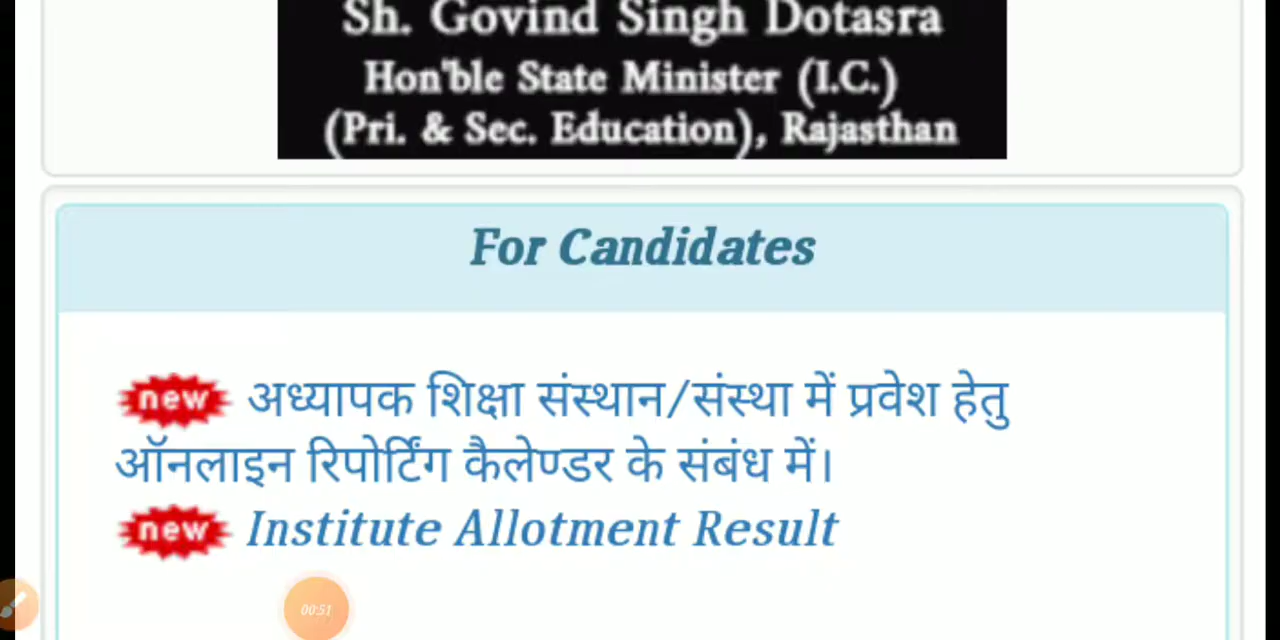 Sh. Govind Singh Dotasra
Hon'ble State Minister (I.C.)
(Pri. & Sec. Education), Rajasthan
For Candidates
new अध्यापक शिक्षा संस्थान/संस्था में प्रवेश हेतु
ऑनलाइन रिपोर्टिंग कैलेण्डर के संबंध में।
new Institute Allotment Result
00:51